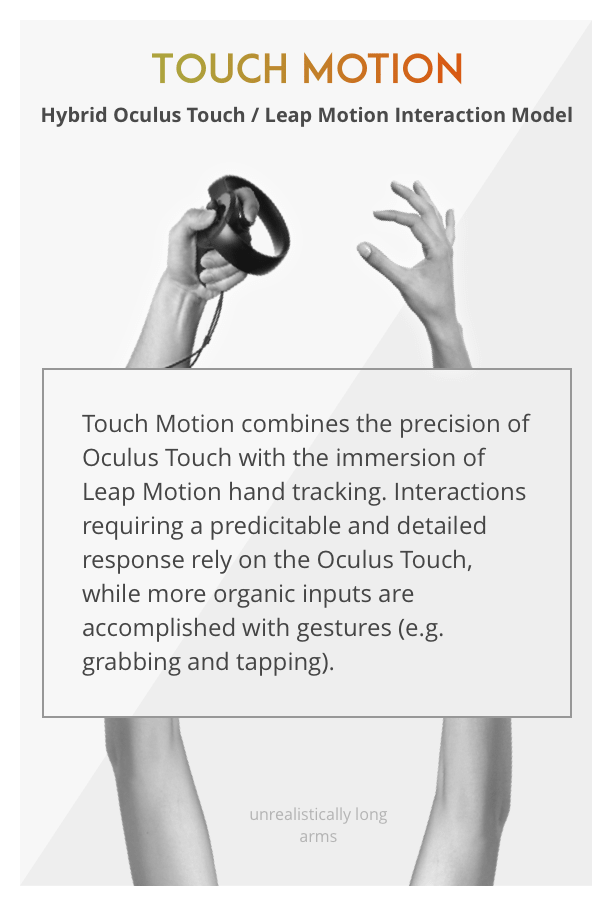 TOUCH MOTION
Hybrid Oculus Touch / Leap Motion Interaction Model
Touch Motion combines the precision of
Oculus Touch with the immersion of
Leap Motion hand tracking. Interactions
requiring a predicitable and detailed
response rely on the Oculus Touch,
while more organic inputs are
accomplished with gestures (e.g.
grabbing and tapping).
unrealistically long
arms